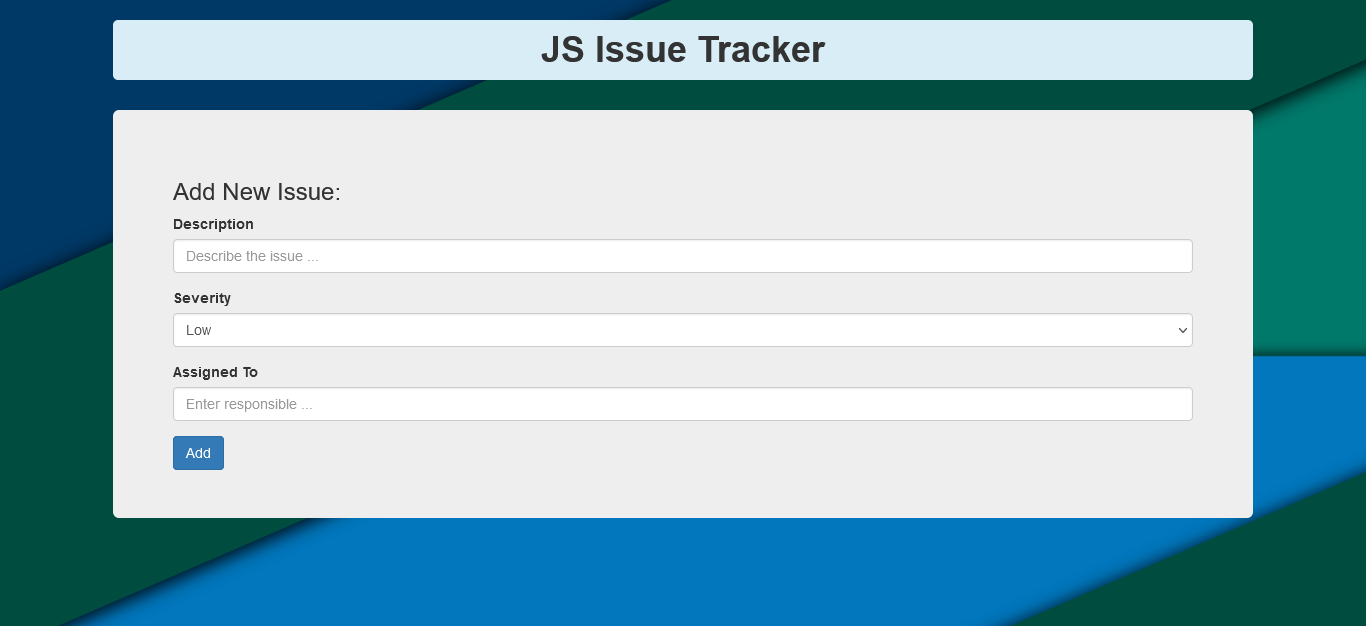 JS Issue Tracker
Add New Issue:
Description
Describe the issue ...
Severity
Low
Assigned To
Enter responsible ...
Add